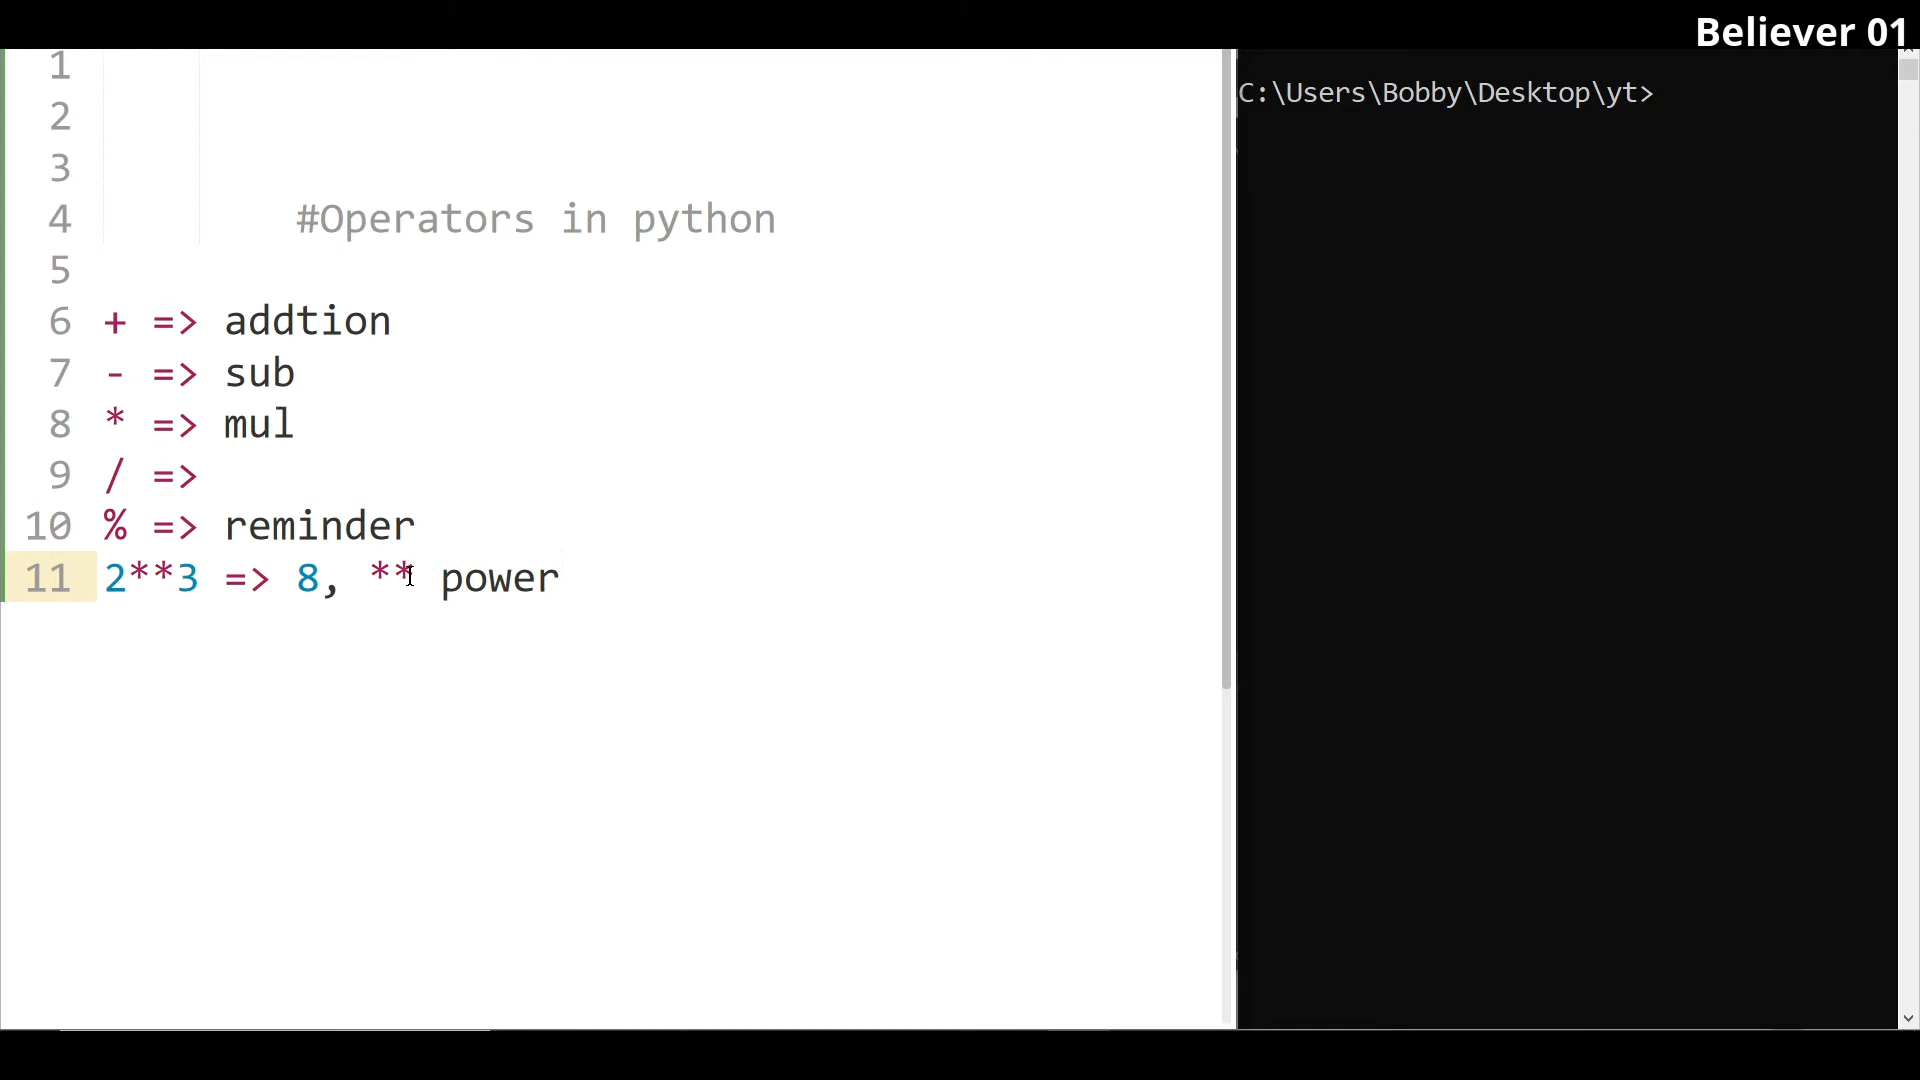 Believer 01
1
2
3
4 #Operators in python
5
6 + => addtion
7 - => sub
8 * => mul
9 / =>
10 % => reminder
11 2**3 => 8, ** power
C:\Users\Bobby\Desktop\yt>